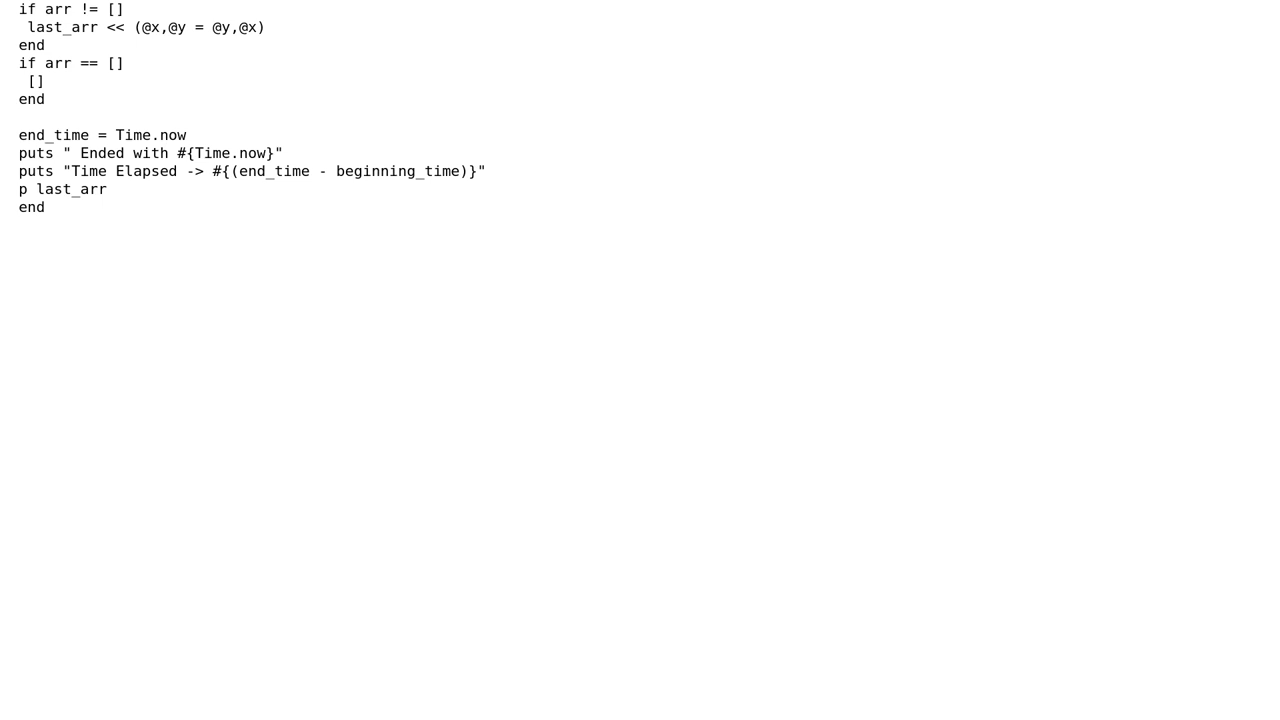 if arr != []
 last_arr << (@x,@y = @y,@x)
end
if arr == []
 []
end

end_time = Time.now
puts " Ended with #{Time.now}"
puts "Time Elapsed -> #{(end_time - beginning_time)}"
p last_arr
end